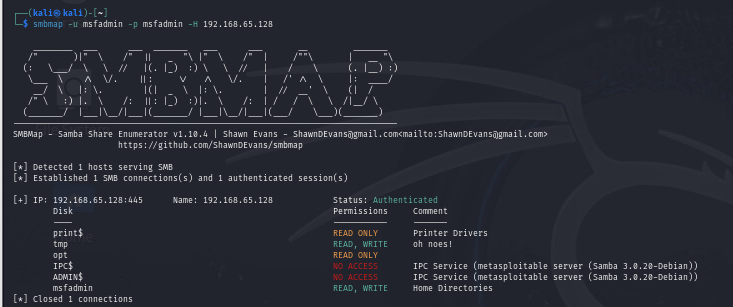 (kali㉿kali)-[~]
$ smbmap -u msfadmin -p msfadmin -H 192.168.65.128
SMBMAP
SMBMap - Samba Share Enumerator v1.10.4 | Shawn Evans - ShawnDEvans@gmail.com<mailto:ShawnDEvans@gmail.com>
https://github.com/ShawnDEvans/smbmap
[*] Detected 1 hosts serving SMB
[*] Established 1 SMB connections(s) and 1 authenticated session(s)
[+] IP: 192.168.65.128:445 Name: 192.168.65.128 Status: Authenticated
Disk Permissions Comment
---- ----------- -------
print$ READ ONLY Printer Drivers
tmp READ, WRITE oh noes!
opt READ ONLY
IPC$ NO ACCESS IPC Service (metasploitable server (Samba 3.0.20-Debian))
ADMIN$ NO ACCESS IPC Service (metasploitable server (Samba 3.0.20-Debian))
msfadmin READ, WRITE Home Directories
[*] Closed 1 connections